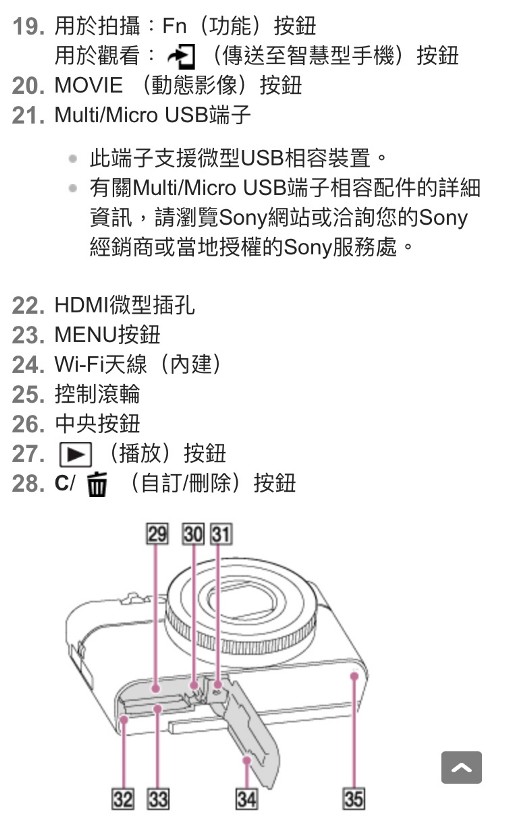 19. 用於拍攝：Fn（功能）按鈕
用於觀看：（傳送至智慧型手機）按鈕
20. MOVIE （動態影像）按鈕
21. Multi/Micro USB端子
此端子支援微型USB相容裝置。
有關Multi/Micro USB端子相容配件的詳細
資訊，請瀏覽Sony網站或洽詢您的Sony
經銷商或當地授權的Sony服務處。
22. HDMI微型插孔
23. MENU按鈕
24. Wi-Fi天線（內建）
25. 控制滾輪
26. 中央按鈕
27. （播放）按鈕
28. C/ （自訂/刪除）按鈕
29 30 31
32 33 34 35